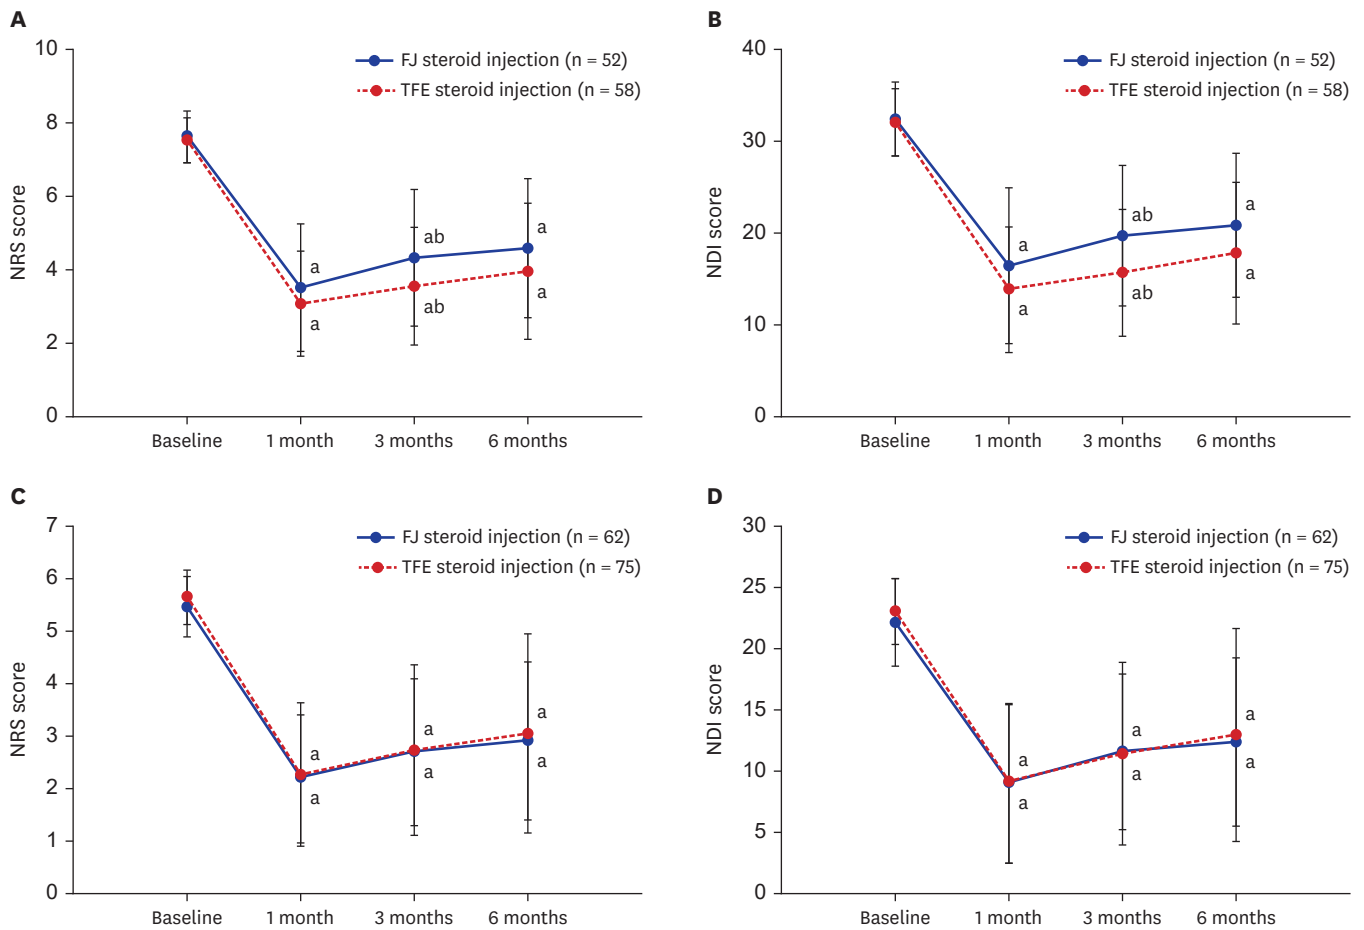 A
10
8
6
4
2
0
NRS score
FJ steroid injection (n = 52)
TFE steroid injection (n = 58)
a
ab
a
a
ab
a
Baseline 1 month 3 months 6 months
B
40
30
20
10
0
NDI score
FJ steroid injection (n = 52)
TFE steroid injection (n = 58)
a
ab
a
a
ab
a
Baseline 1 month 3 months 6 months
C
7
6
5
4
3
2
1
0
NRS score
FJ steroid injection (n = 62)
TFE steroid injection (n = 75)
a
a
a
a
a
a
Baseline 1 month 3 months 6 months
D
30
25
20
15
10
5
0
NDI score
FJ steroid injection (n = 62)
TFE steroid injection (n = 75)
a
a
a
a
a
a
Baseline 1 month 3 months 6 months